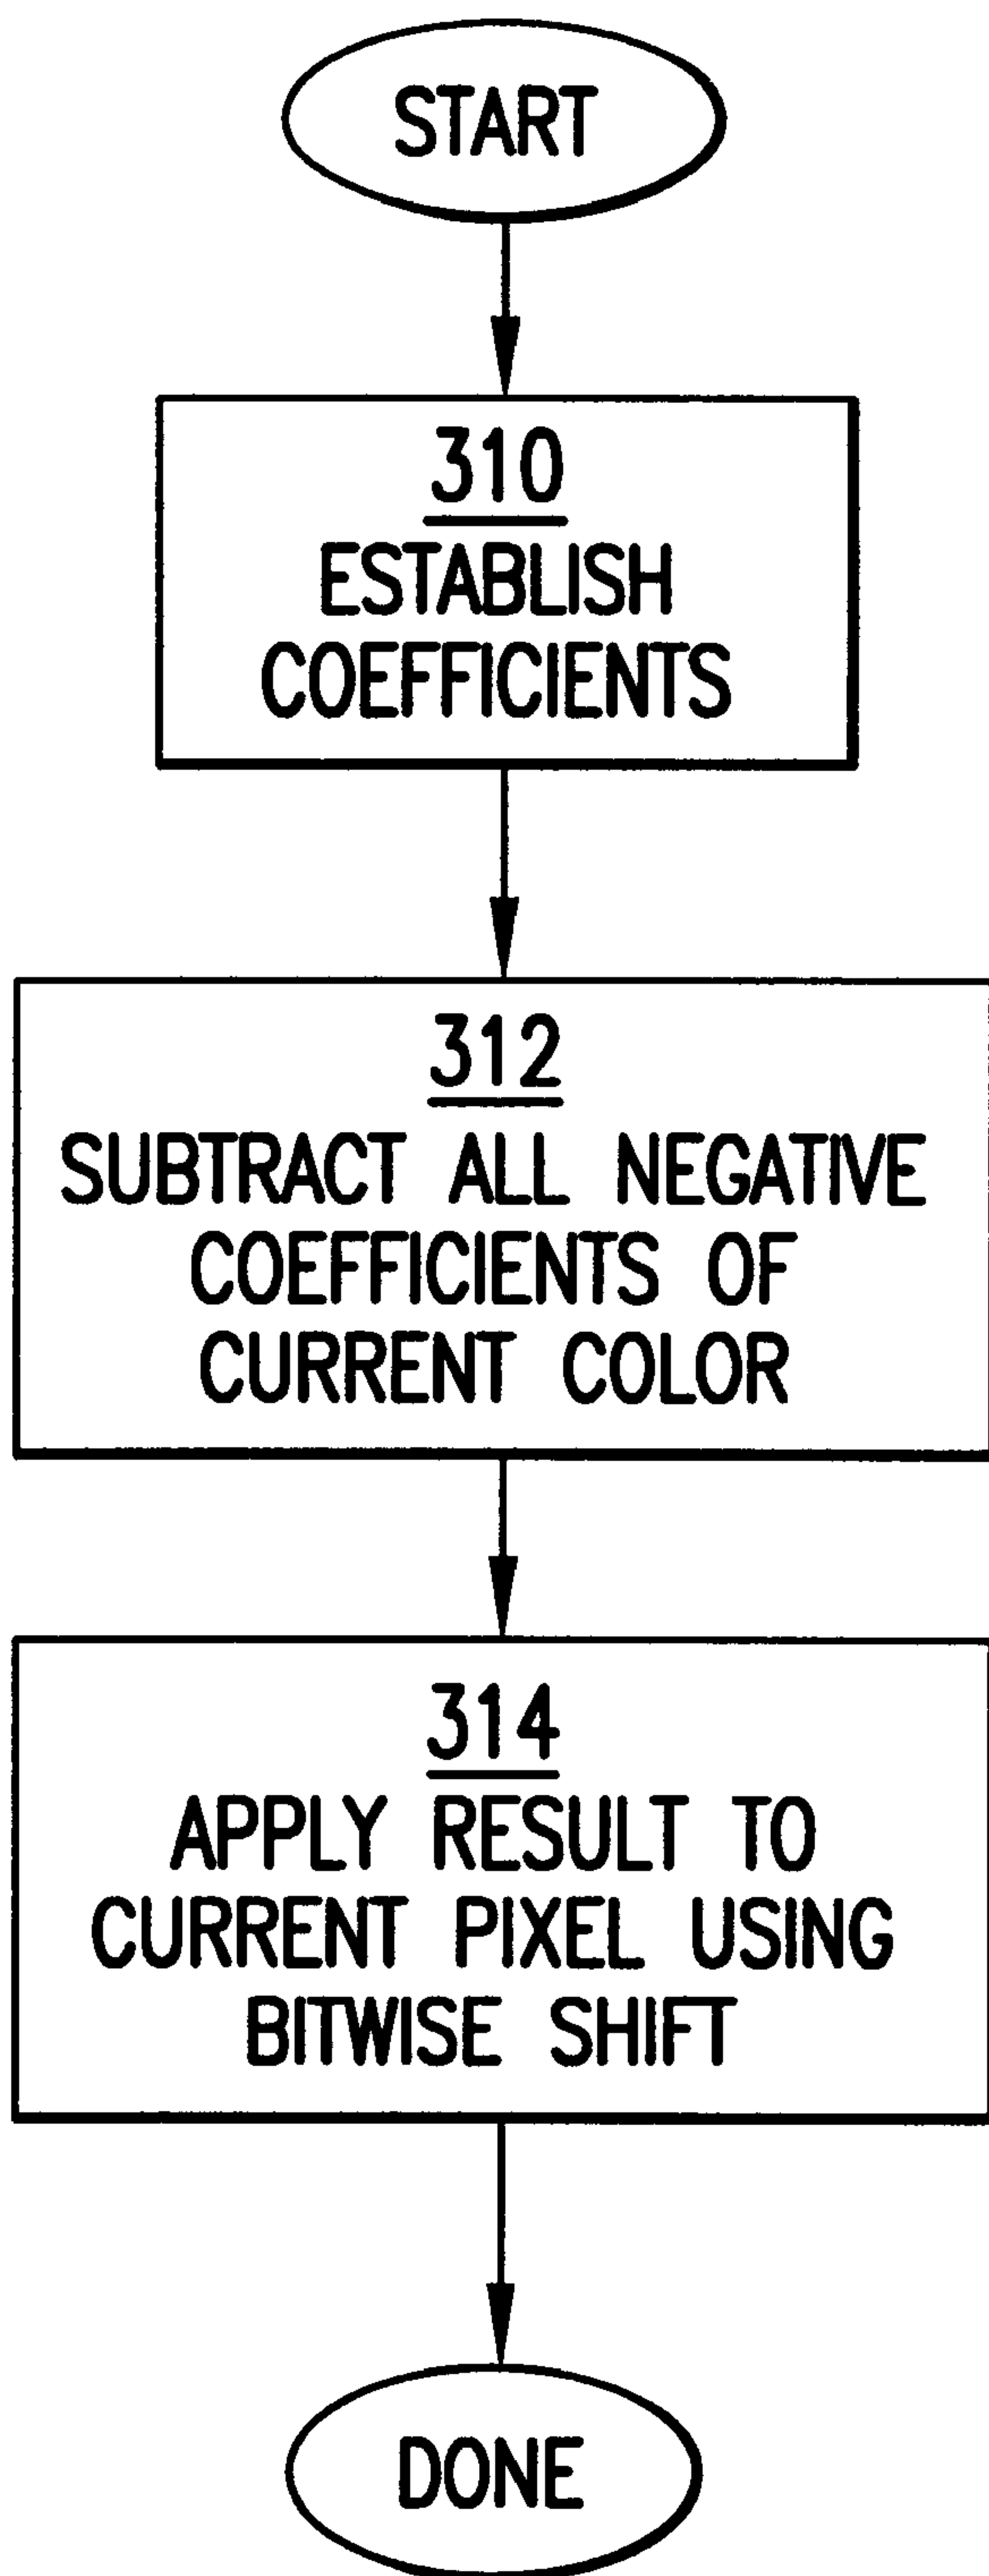 START
310
ESTABLISH
COEFFICIENTS
312
SUBTRACT ALL NEGATIVE
COEFFICIENTS OF
CURRENT COLOR
314
APPLY RESULT TO
CURRENT PIXEL USING
BITWISE SHIFT
DONE